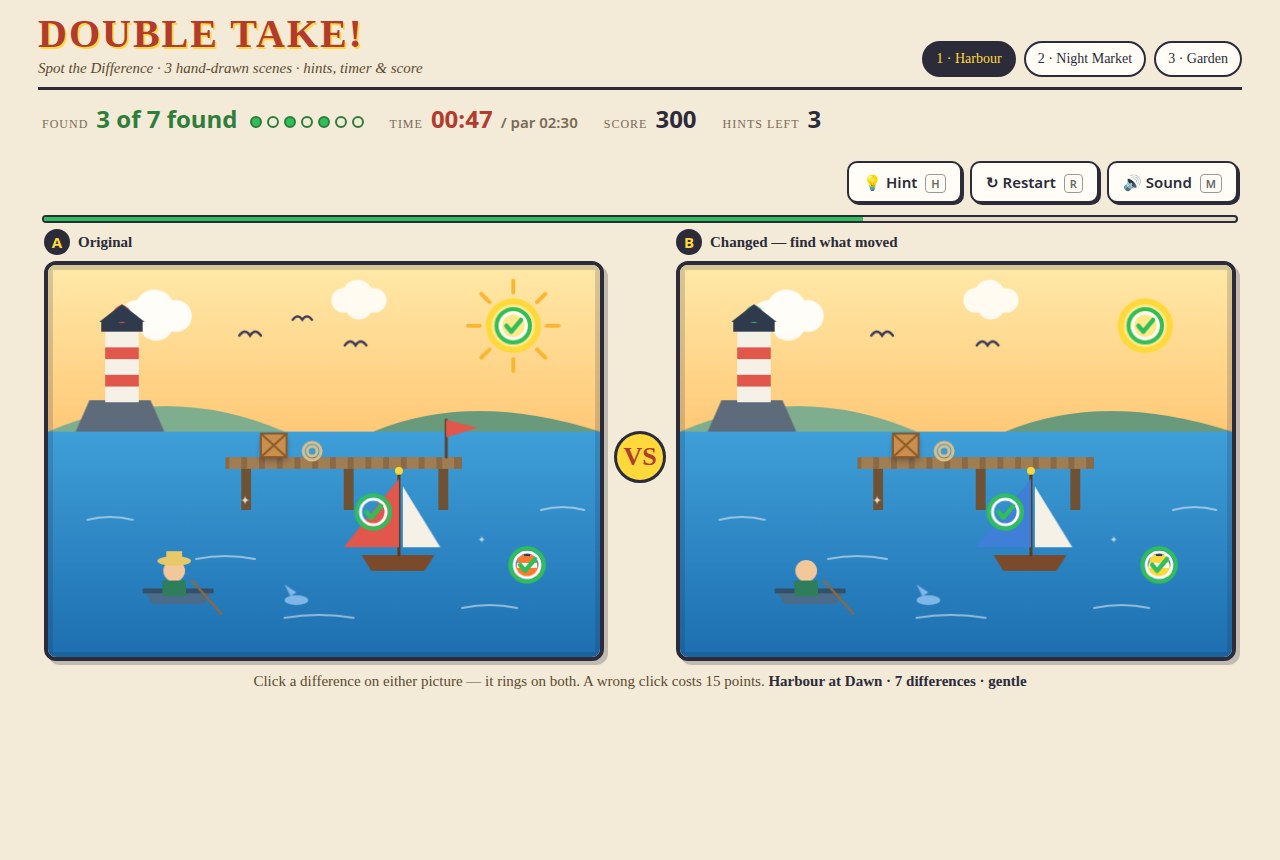 DOUBLE TAKE!
Spot the Difference · 3 hand-drawn scenes · hints, timer & score
1 · Harbour
2 · Night Market
3 · Garden
FOUND 3 of 7 found TIME 00:47 / par 02:30 SCORE 300 HINTS LEFT 3
💡 Hint H
↻ Restart R
🔊 Sound M
A Original
B Changed — find what moved
VS
Click a difference on either picture — it rings on both. A wrong click costs 15 points. Harbour at Dawn · 7 differences · gentle